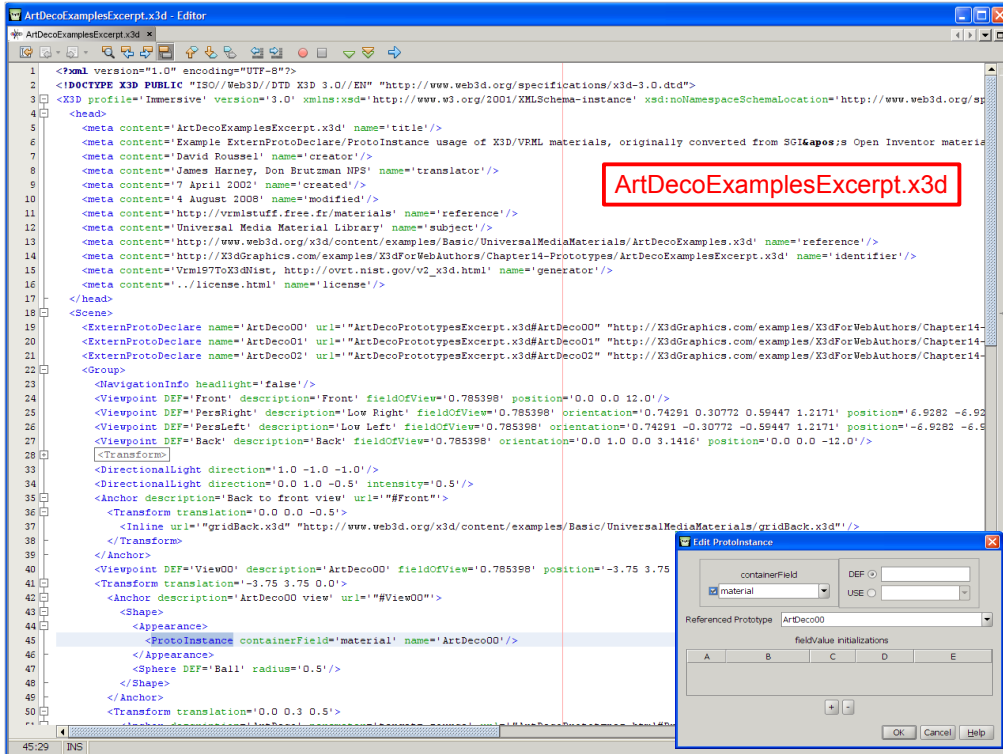 ArtDecoExamplesExcerpt.x3d - Editor
ArtDecoExamplesExcerpt.x3d
1 <?xml version="1.0" encoding="UTF-8"?>
2 <!DOCTYPE X3D PUBLIC "ISO//Web3D//DTD X3D 3.0//EN" "http://www.web3d.org/specifications/x3d-3.0.dtd">
3 <X3D profile='Immersive' version='3.0' xmlns:xsd='http://www.w3.org/2001/XMLSchema-instance' xsd:noNamespaceSchemaLocation='http://www.web3d.org/sp
4 <head>
5 <meta content='ArtDecoExamplesExcerpt.x3d' name='title'/>
6 <meta content='Example ExternProtoDeclare/ProtoInstance usage of X3D/VRML materials, originally converted from SGI&apos;s Open Inventor materia
7 <meta content='David Roussel' name='creator'/>
8 <meta content='James Harney, Don Brutzman NPS' name='translator'/>
9 <meta content='7 April 2002' name='created'/>
10 <meta content='4 August 2008' name='modified'/>
11 <meta content='http://vrmlstuff.free.fr/materials' name='reference'/>
12 <meta content='Universal Media Material Library' name='subject'/>
13 <meta content='http://www.web3d.org/x3d/content/examples/Basic/UniversalMediaMaterials/ArtDecoExamples.x3d' name='reference'/>
14 <meta content='http://X3dGraphics.com/examples/X3dForWebAuthors/Chapter14-Prototypes/ArtDecoExamplesExcerpt.x3d' name='identifier'/>
15 <meta content='Vrml97ToX3dNist, http://ovrt.nist.gov/v2_x3d.html' name='generator'/>
16 <meta content='../license.html' name='license'/>
17 </head>
18 <Scene>
19 <ExternProtoDeclare name='ArtDeco00' url='"ArtDecoPrototypesExcerpt.x3d#ArtDeco00" "http://X3dGraphics.com/examples/X3dForWebAuthors/Chapter14-
20 <ExternProtoDeclare name='ArtDeco01' url='"ArtDecoPrototypesExcerpt.x3d#ArtDeco01" "http://X3dGraphics.com/examples/X3dForWebAuthors/Chapter14-
21 <ExternProtoDeclare name='ArtDeco02' url='"ArtDecoPrototypesExcerpt.x3d#ArtDeco02" "http://X3dGraphics.com/examples/X3dForWebAuthors/Chapter14-
22 <Group>
23 <NavigationInfo headlight='false'/>
24 <Viewpoint DEF='Front' description='Front' fieldOfView='0.785398' position='0.0 0.0 12.0'/>
25 <Viewpoint DEF='PersRight' description='Low Right' fieldOfView='0.785398' orientation='0.74291 0.30772 0.59447 1.2171' position='6.9282 -6.92
26 <Viewpoint DEF='PersLeft' description='Low Left' fieldOfView='0.785398' orientation='0.74291 -0.30772 -0.59447 1.2171' position='-6.9282 -6.9
27 <Viewpoint DEF='Back' description='Back' fieldOfView='0.785398' orientation='0.0 1.0 0.0 3.1416' position='0.0 0.0 -12.0'/>
28 <Transform>
33 <DirectionalLight direction='1.0 -1.0 -1.0'/>
34 <DirectionalLight direction='0.0 1.0 -0.5' intensity='0.5'/>
35 <Anchor description='Back to front view' url='"#Front"'>
36 <Transform translation='0.0 0.0 -0.5'>
37 <Inline url='"gridBack.x3d" "http://www.web3d.org/x3d/content/examples/Basic/UniversalMediaMaterials/gridBack.x3d"'/>
38 </Transform>
39 </Anchor>
40 <Viewpoint DEF='View00' description='ArtDeco00' fieldOfView='0.785398' position='-3.75 3.75
41 <Transform translation='-3.75 3.75 0.0'>
42 <Anchor description='ArtDeco00 view' url='"#View00"'>
43 <Shape>
44 <Appearance>
45 <ProtoInstance containerField='material' name='ArtDeco00'/>
46 </Appearance>
47 <Sphere DEF='Ball' radius='0.5'/>
48 </Shape>
49 </Anchor>
50 <Transform translation='0.0 0.3 0.5'>
45:29 INS
ArtDecoExamplesExcerpt.x3d
Edit ProtoInstance
containerField
material
DEF
USE
Referenced Prototype ArtDeco00
fieldValue initializations
A B C D E
+ -
OK Cancel Help